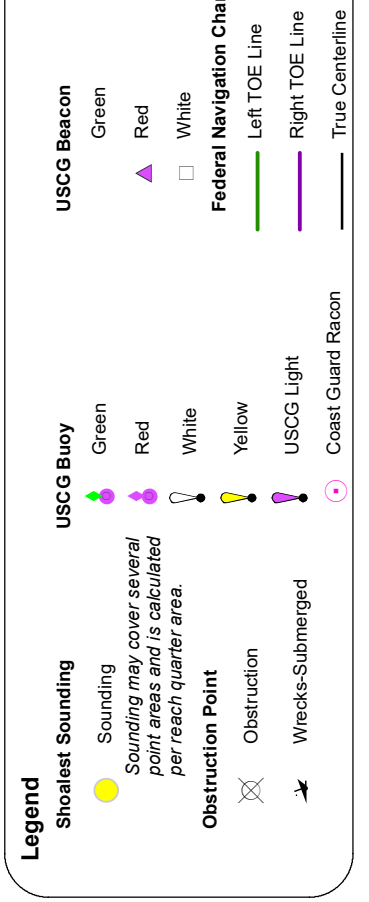 Legend
Shoalest Sounding
Sounding
Sounding may cover several
point areas and is calculated
per reach quarter area.
Obstruction Point
Obstruction
Wrecks-Submerged
USCG Buoy
Green
Red
White
Yellow
USCG Light
Coast Guard Racon
USCG Beacon
Green
Red
White
Federal Navigation Char
Left TOE Line
Right TOE Line
True Centerline